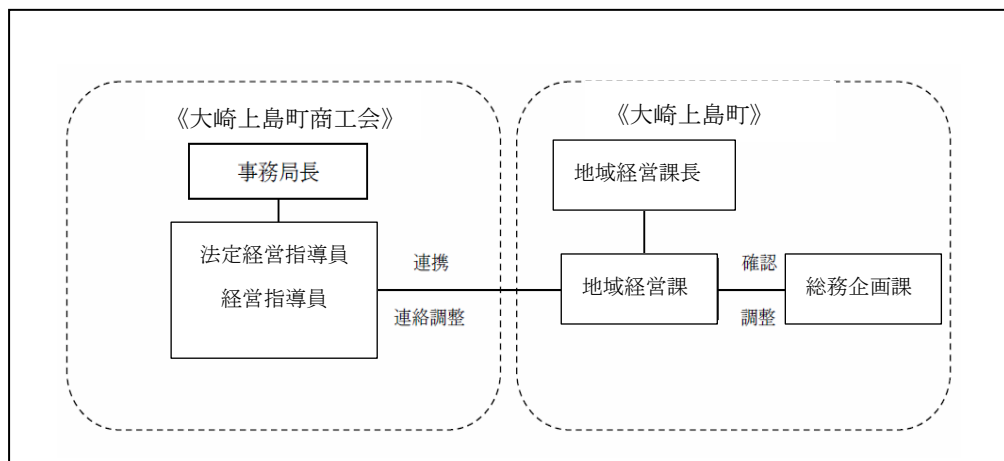 《大崎上島町商工会》
事務局長
法定経営指導員
経営指導員
連携
連絡調整
《大崎上島町》
地域経営課長
地域経営課
確認
調整
総務企画課